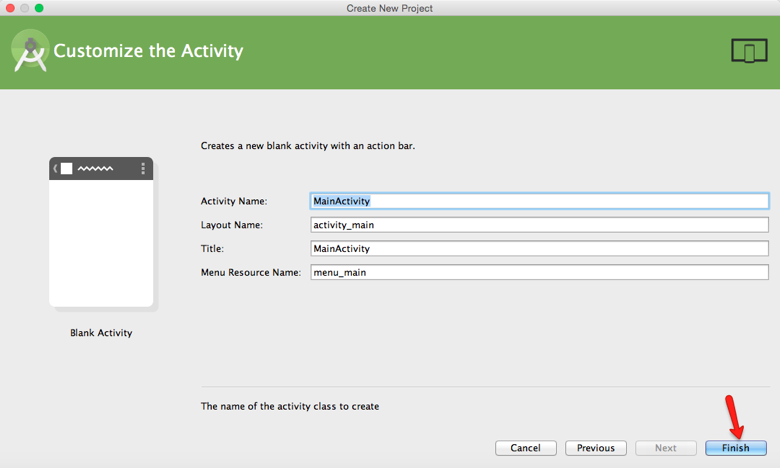 Create New Project
Customize the Activity
Creates a new blank activity with an action bar.
Activity Name: MainActivity
Layout Name: activity_main
Title: MainActivity
Menu Resource Name: menu_main
Blank Activity
The name of the activity class to create
Cancel Previous Next Finish